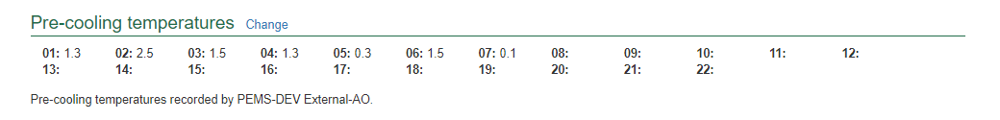 Pre-cooling temperatures Change
01: 1.3 02: 2.5 03: 1.5 04: 1.3 05: 0.3 06: 1.5 07: 0.1 08: 09: 10: 11: 12:
13: 14: 15: 16: 17: 18: 19: 20: 21: 22:
Pre-cooling temperatures recorded by PEMS-DEV External-AO.